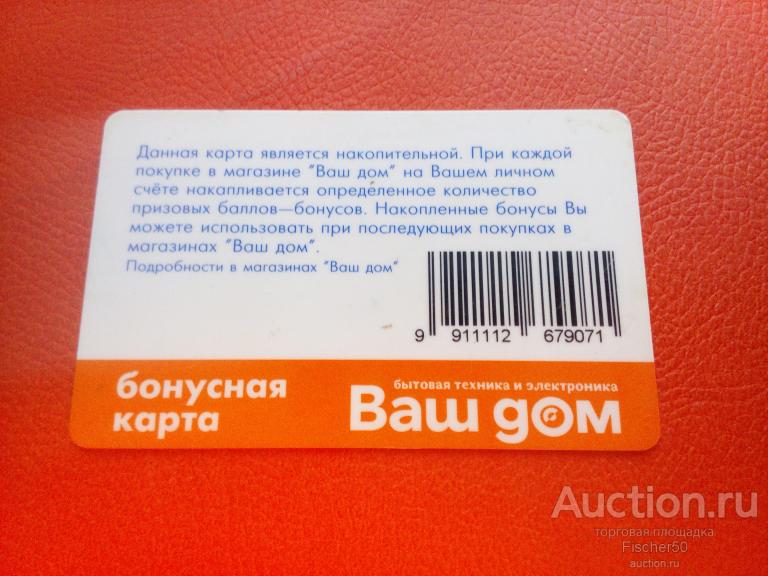 Данная карта является накопительной. При каждой
покупке в магазине "Ваш дом" на Вашем личном
счёте накапливается определенное количество
призовых баллов—бонусов. Накопленные бонусы Вы
можете использовать при последующих покупках в
магазинах "Ваш дом".
Подробности в магазинах "Ваш дом"
9 911112 679071
бонусная
карта
бытовая техника и электроника
Ваш дом
Auction.ru
торговая площадка
Fischer50
auction.ru